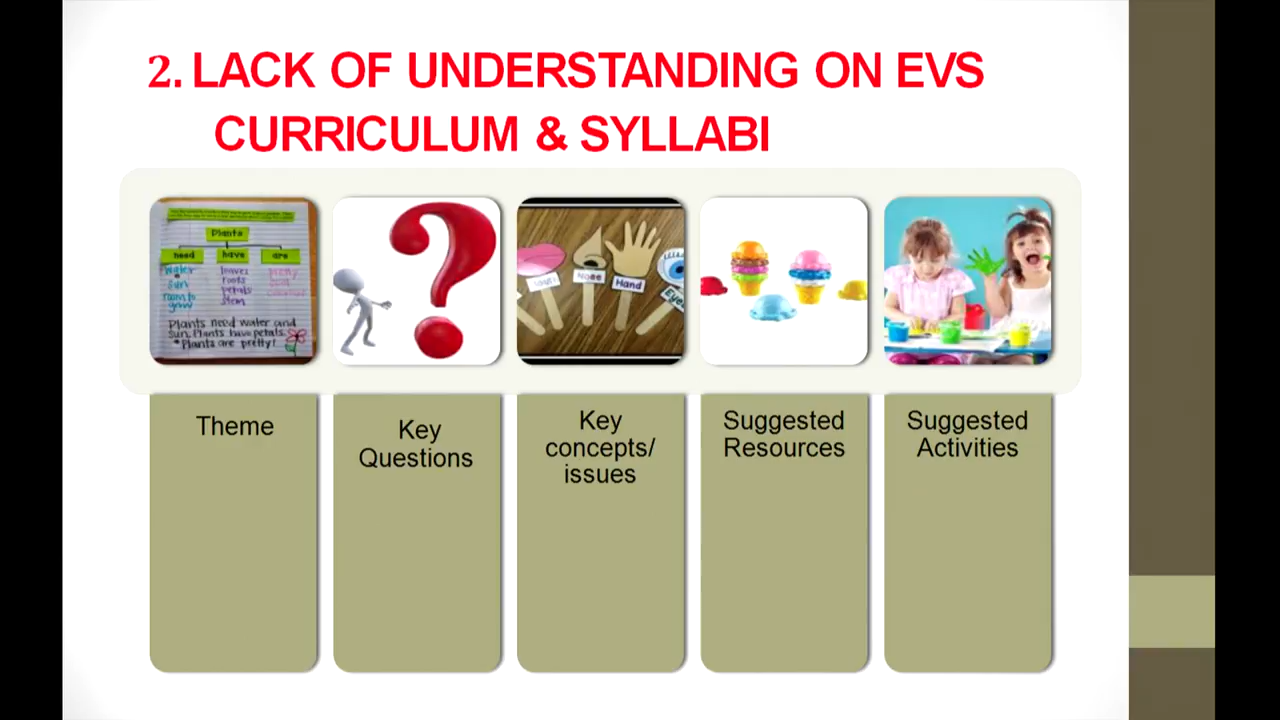 2. LACK OF UNDERSTANDING ON EVS
CURRICULUM & SYLLABI
Plants
need have are
water leaves pretty
sun roots
room to petals
grow stem
Plants need water and
sun. Plants have petals.
Plants are pretty!
Nose
Hand
Eyes
Theme
Key
Questions
Key
concepts/
issues
Suggested
Resources
Suggested
Activities